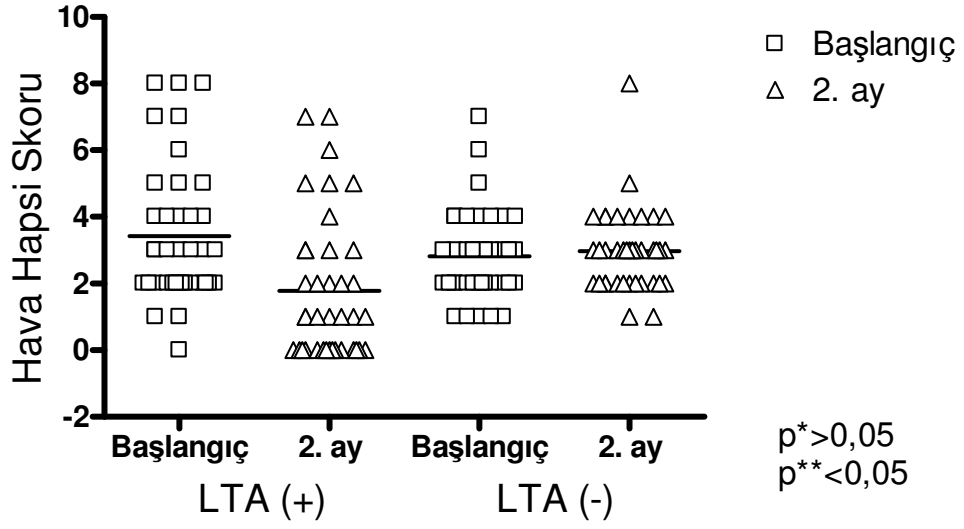 Hava Hapsi Skoru
10
8
6
4
2
0
-2
Başlangıç
2. ay
Başlangıç
2. ay
LTA (+)
LTA (-)
Başlangıç
2. ay
p*>0,05
p**<0,05